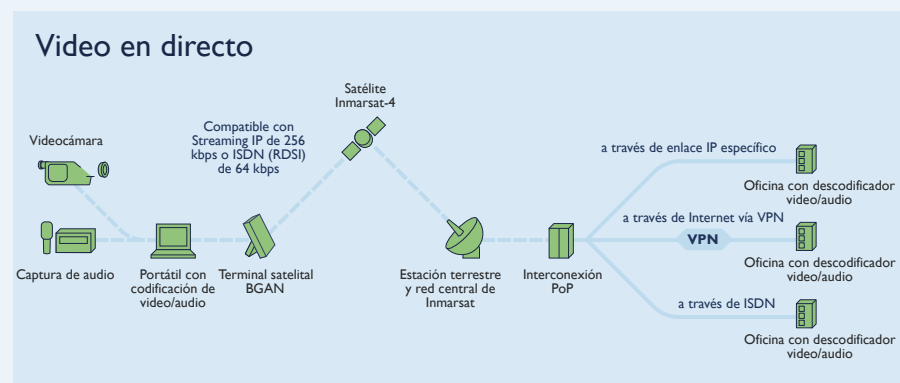 Video en directo
Satélite
Inmarsat-4
Compatible con
Streaming IP de 256
kbps o ISDN (RDSI)
de 64 kbps
Videocámara
Captura de audio
Portátil con
codificación de
video/audio
Terminal satelital
BGAN
Estación terrestre
y red central de
Inmarsat
Interconexión
PoP
a través de enlace IP específico
Oficina con descodificador
video/audio
a través de Internet vía VPN
VPN
Oficina con descodificador
video/audio
a través de ISDN
Oficina con descodificador
video/audio